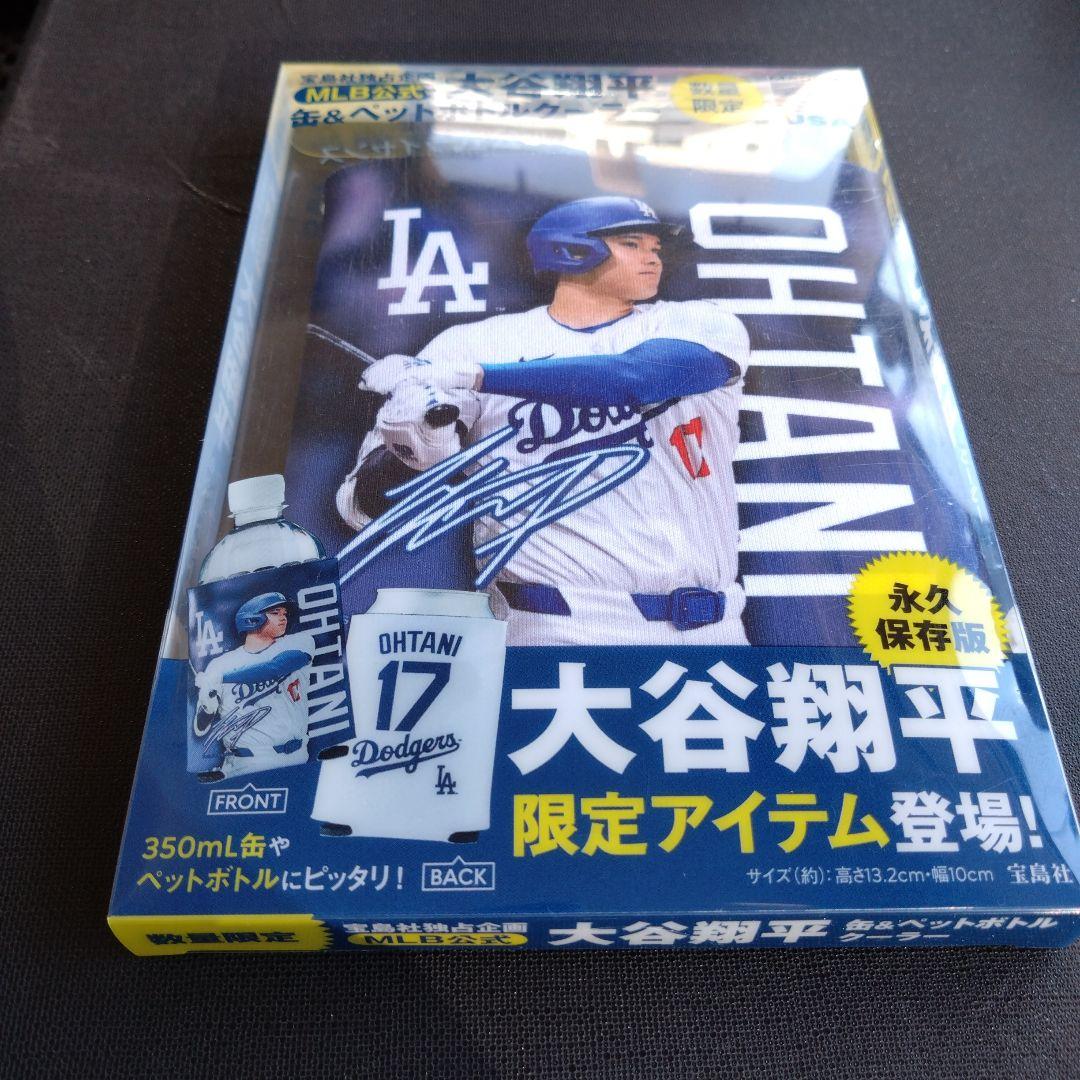 宝島社独占企画
MLB公式 大谷翔平
缶&ペットボトルクーラー
数量
限定
USA
LA
OHTANI
Dodgers
17
永久
保存版
LA
OHTANI
FRONT
OHTANI
17
Dodgers
LA
BACK
350mL缶や
ペットボトルにピッタリ!
大谷翔平
限定アイテム登場!
サイズ(約):高さ13.2cm・幅10cm 宝島社
数量限定
宝島社独占企画
MLB公式
大谷翔平
缶&ペットボトル
クーラー